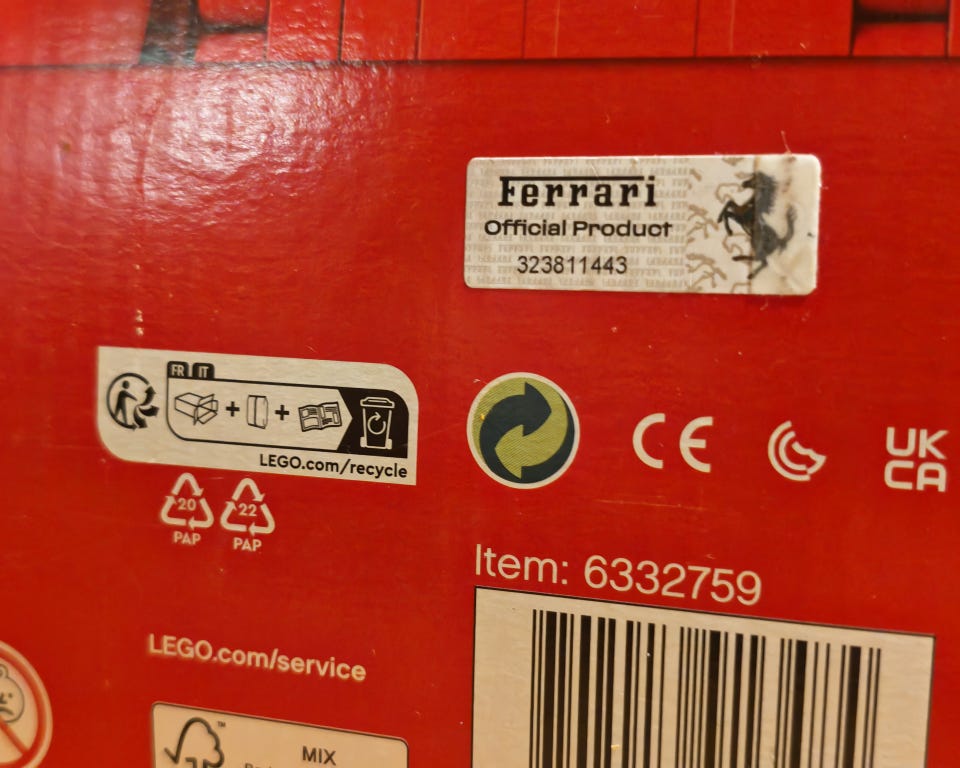 Ferrari
Official Product
323811443
FR IT
LEGO.com/recycle
20
PAP
22
PAP
CE
UK
CA
Item: 6332759
LEGO.com/service
MIX